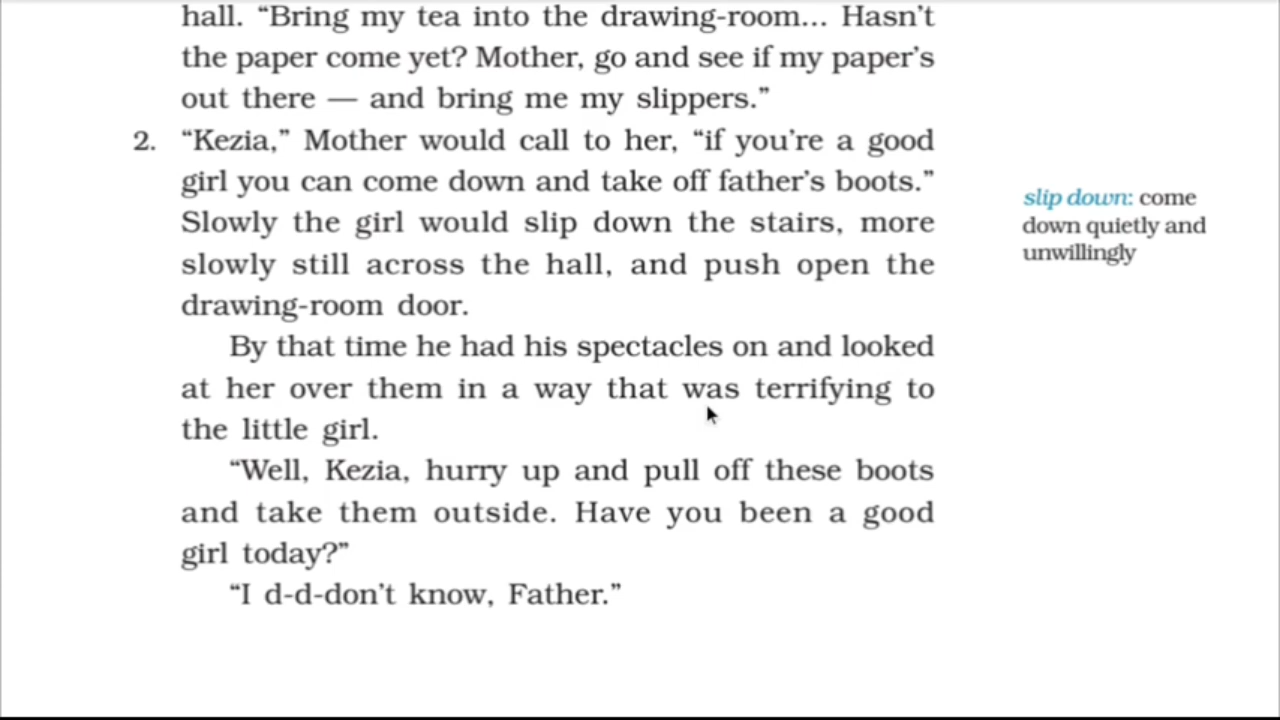 hall. “Bring my tea into the drawing-room... Hasn’t
the paper come yet? Mother, go and see if my paper’s
out there — and bring me my slippers.”
2. “Kezia,” Mother would call to her, “if you’re a good
girl you can come down and take off father’s boots.”
Slowly the girl would slip down the stairs, more
slowly still across the hall, and push open the
drawing-room door.
By that time he had his spectacles on and looked
at her over them in a way that was terrifying to
the little girl.
“Well, Kezia, hurry up and pull off these boots
and take them outside. Have you been a good
girl today?”
“I d-d-don’t know, Father.”
slip down: come
down quietly and
unwillingly